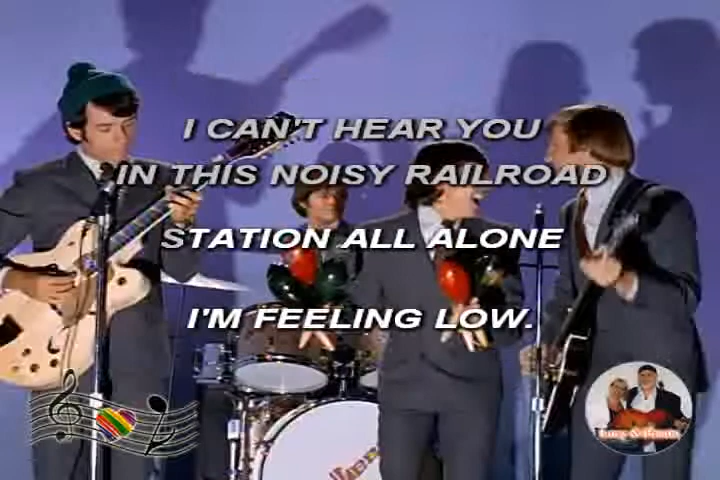 I CAN'T HEAR YOU
IN THIS NOISY RAILROAD
STATION ALL ALONE
I'M FEELING LOW.